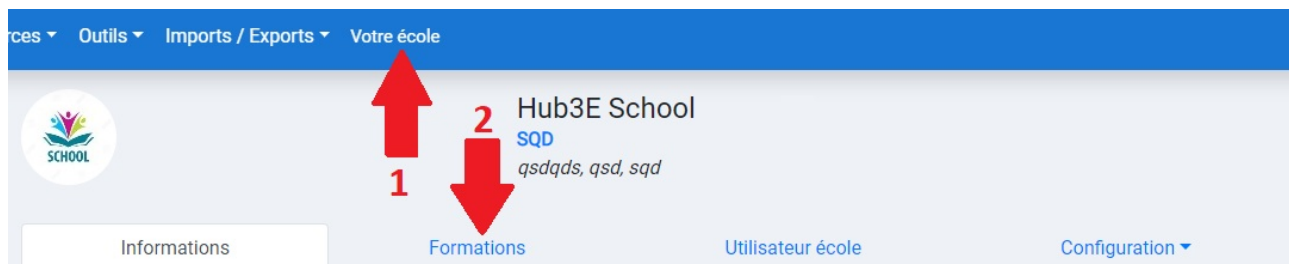 rces Outils Imports / Exports Votre école
Hub3E School
2
SQD
SCHOOL
qsdqds, qsd, sqd
1
Informations Formations Utilisateur école Configuration